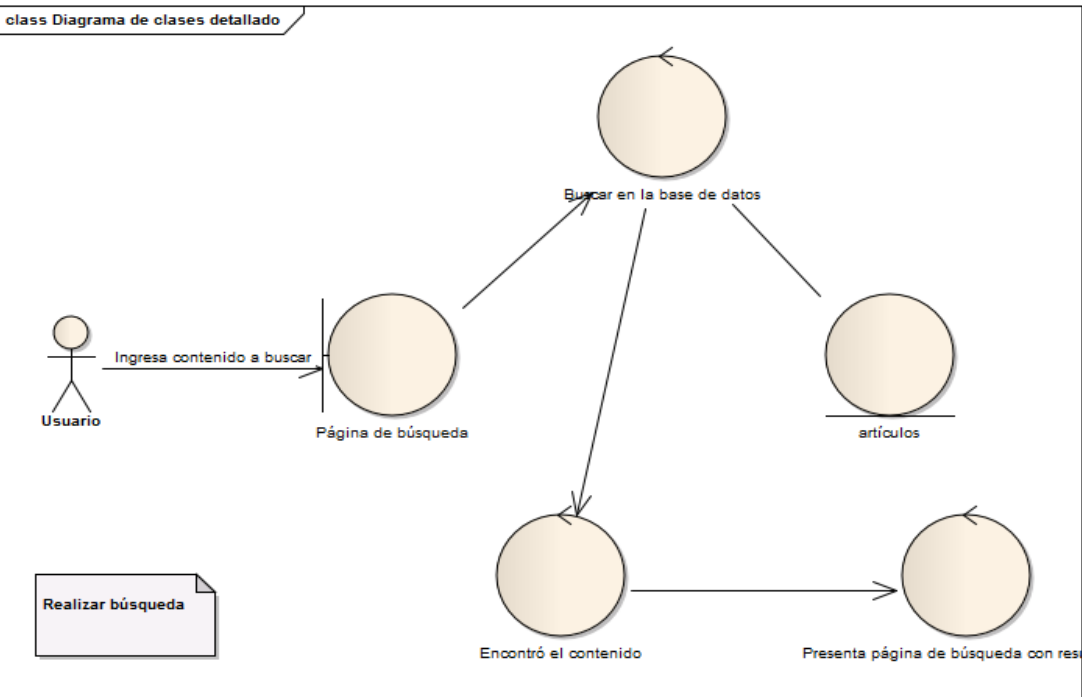 class Diagrama de clases detallado
Buscar en la base de datos
Ingresa contenido a buscar
Usuario
Página de búsqueda
artículos
Realizar búsqueda
Encontró el contenido
Presenta página de búsqueda con